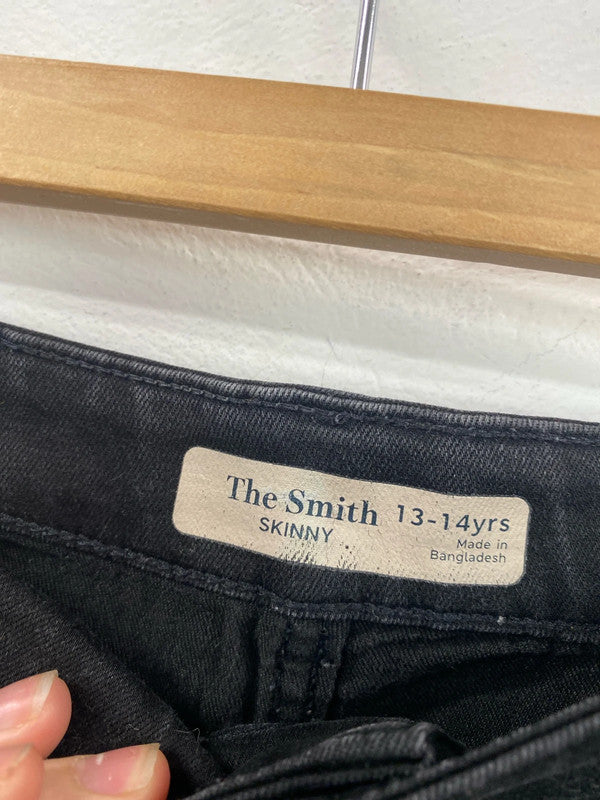 The Smith
SKINNY
13-14yrs
Made in
Bangladesh